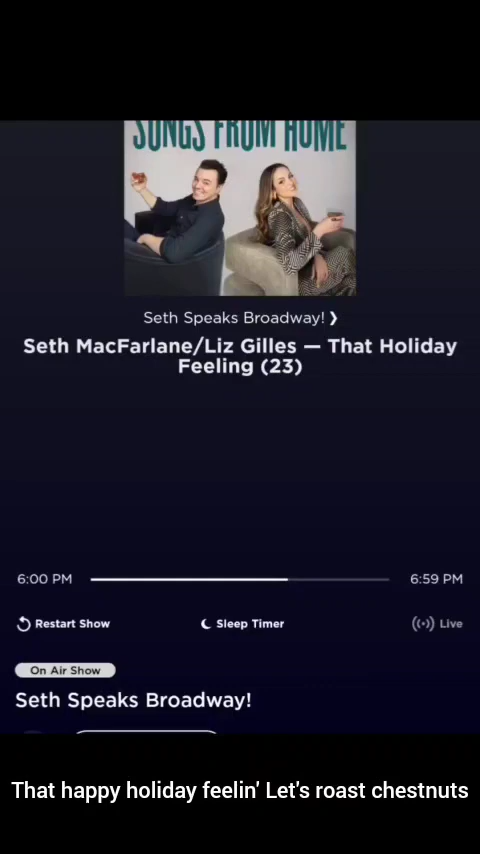 SONGS FROM HOME
Seth Speaks Broadway! ❯
Seth MacFarlane/Liz Gilles — That Holiday
Feeling (23)
6:00 PM
6:59 PM
Restart Show
Sleep Timer
Live
On Air Show
Seth Speaks Broadway!
That happy holiday feelin' Let's roast chestnuts